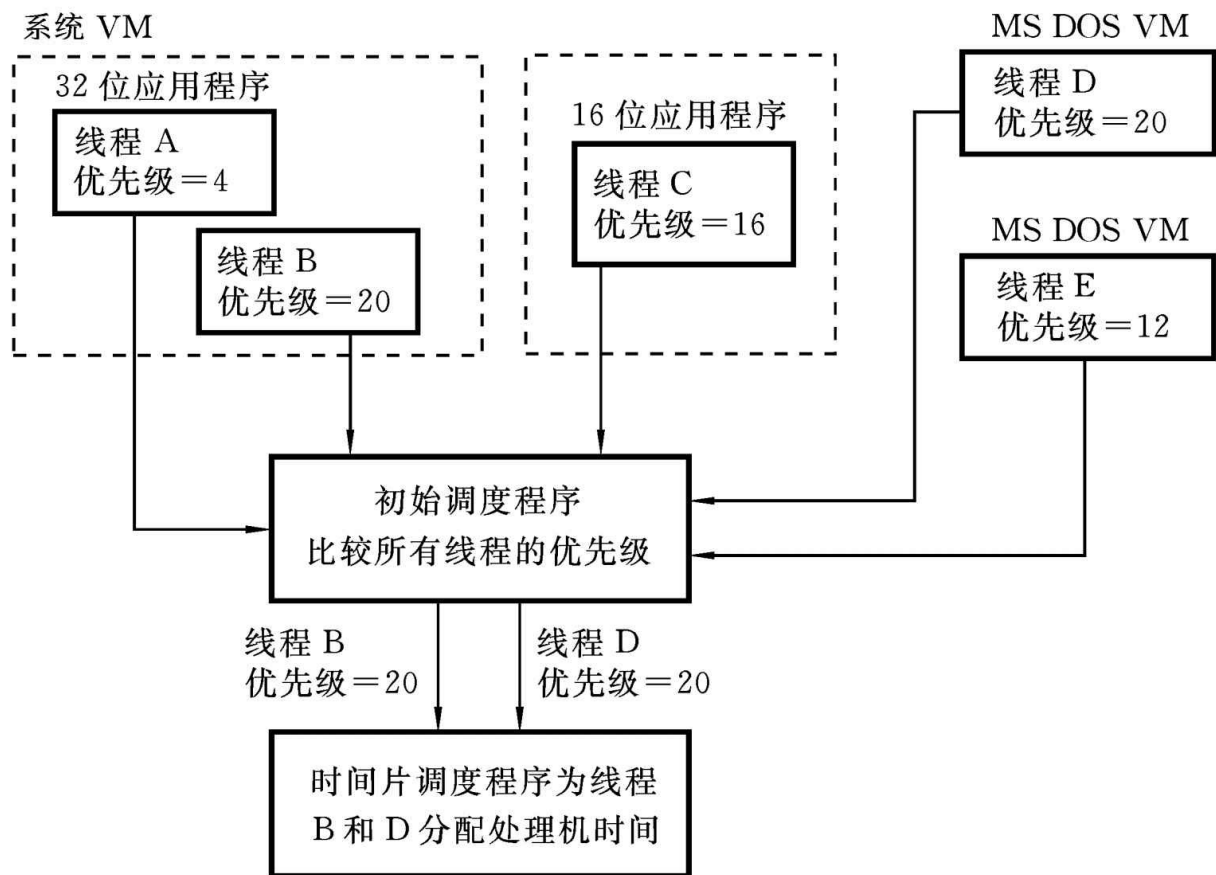 系统 VM
32 位应用程序
线程 A
优先级=4
线程 B
优先级=20
16 位应用程序
线程 C
优先级=16
MS DOS VM
线程 D
优先级=20
MS DOS VM
线程 E
优先级=12
初始调度程序
比较所有线程的优先级
线程 B
优先级=20
线程 D
优先级=20
时间片调度程序为线程
B 和 D 分配处理机时间